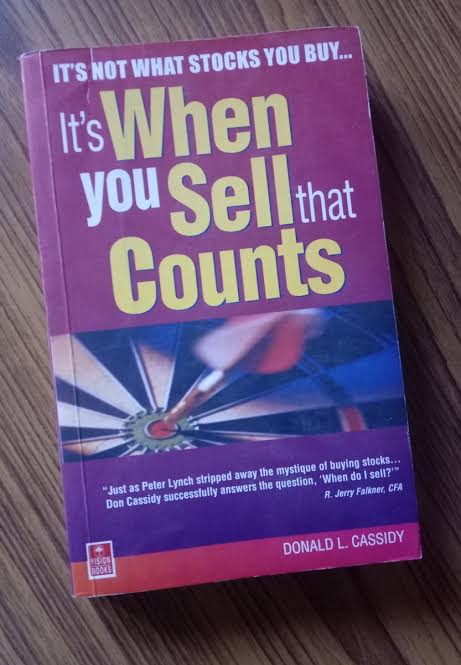 IT'S NOT WHAT STOCKS YOU BUY...
It's When
you Sell that
Counts
"Just as Peter Lynch stripped away the mystique of buying stocks...
Don Cassidy successfully answers the question, 'When do I sell?'"
R. Jerry Falkner, CFA
DONALD L. CASSIDY
VISION
BOOKS